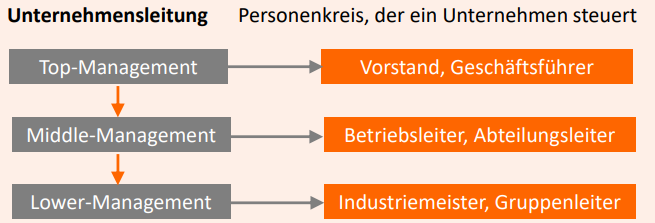 Unternehmensleitung Personenkreis, der ein Unternehmen steuert
Top-Management Vorstand, Geschäftsführer
Middle-Management Betriebsleiter, Abteilungsleiter
Lower-Management Industriemeister, Gruppenleiter